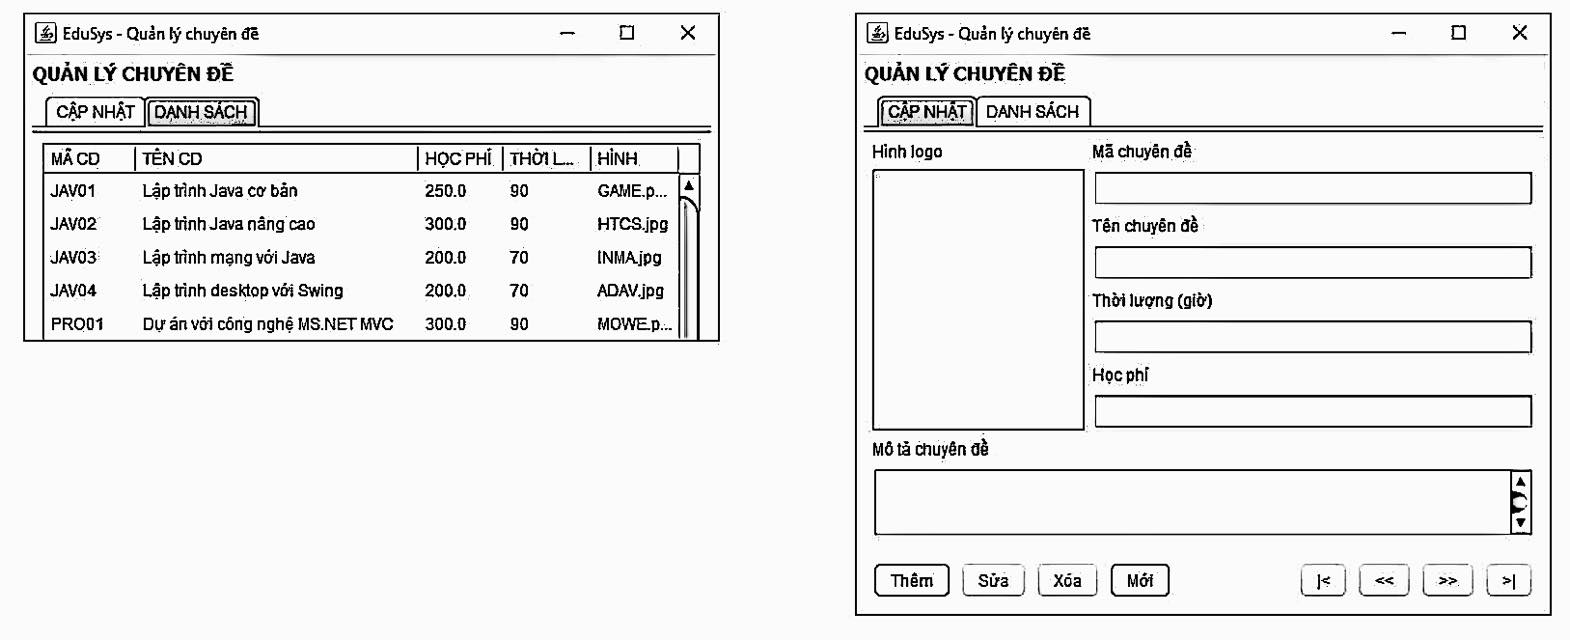 EduSys - Quản lý chuyên đề
QUẢN LÝ CHUYÊN ĐỀ
CẬP NHẬT DANH SÁCH
MÃ CD TÊN CD HỌC PHÍ THỜI L... HÌNH
JAV01 Lập trình Java cơ bản 250.0 90 GAME.p...
JAV02 Lập trình Java nâng cao 300.0 90 HTCS.jpg
JAV03 Lập trình mạng với Java 200.0 70 INMA.jpg
JAV04 Lập trình desktop với Swing 200.0 70 ADAV.jpg
PRO01 Dự án với công nghệ MS.NET MVC 300.0 90 MOWE.p...
EduSys - Quản lý chuyên đề
QUẢN LÝ CHUYÊN ĐỀ
CẬP NHẬT DANH SÁCH
Hình logo
Mã chuyên đề
Tên chuyên đề
Thời lượng (giờ)
Học phí
Mô tả chuyên đề
Thêm Sửa Xóa Mới |< << >> >|